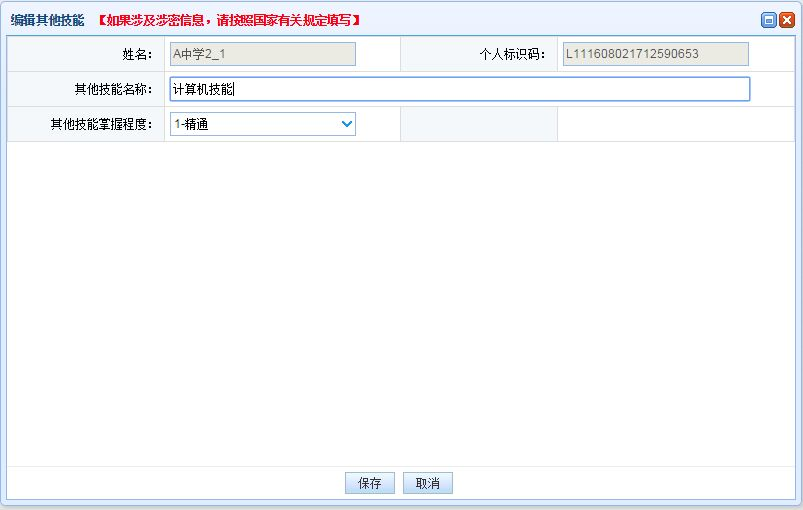 编辑其他技能 【如果涉及涉密信息，请按照国家有关规定填写】
姓名： A中学2_1 个人标识码： L111608021712590653
其他技能名称： 计算机技能
其他技能掌握程度： 1-精通
保存 取消